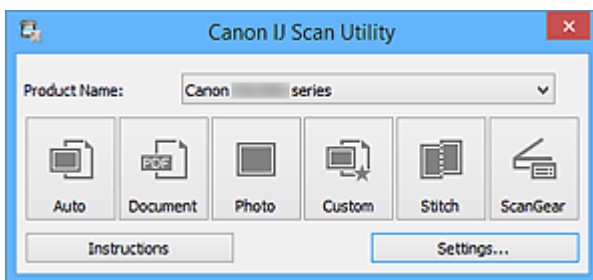 Canon IJ Scan Utility
Product Name: Canon series
PDF
Auto Document Photo Custom Stitch ScanGear
Instructions Settings...